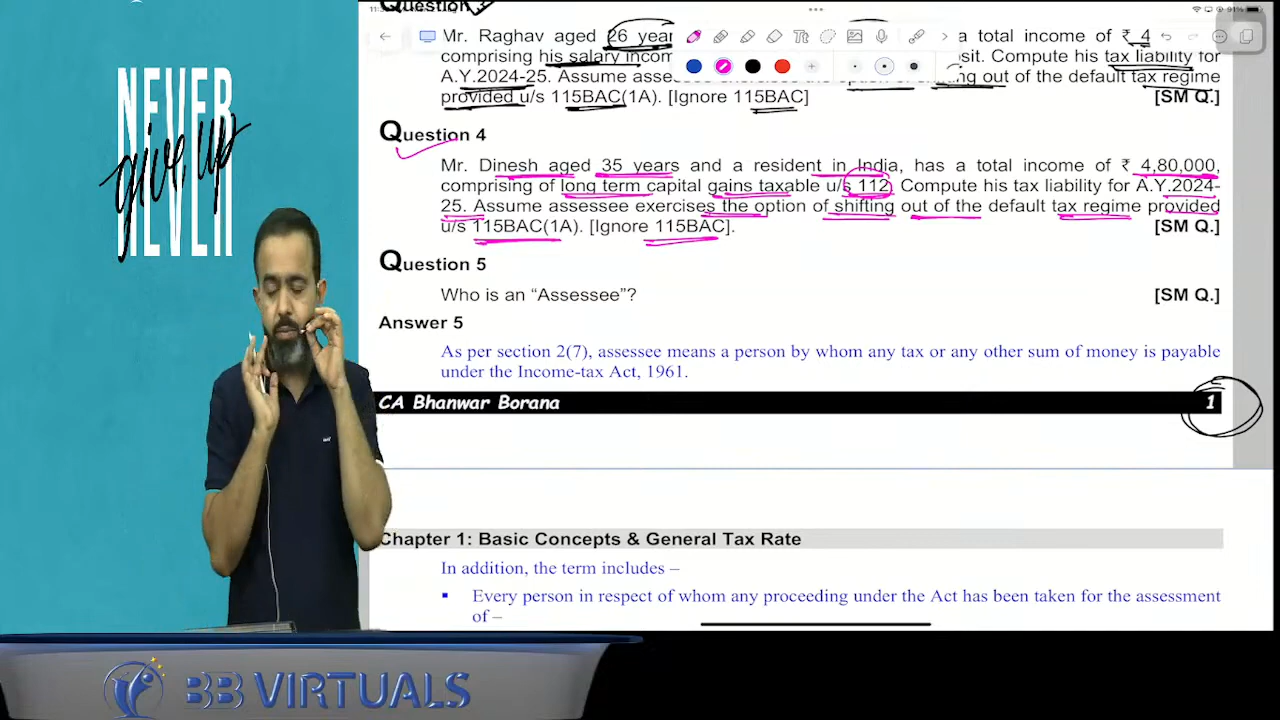 Question
Mr. Raghav aged 26 years a total income of ₹ 4
comprising his salary incom sit. Compute his tax liability for
A.Y.2024-25. Assume asse ng out of the default tax regime
provided u/s 115BAC(1A). [Ignore 115BAC] [SM Q.]
Question 4
Mr. Dinesh aged 35 years and a resident in India, has a total income of ₹ 4,80,000,
comprising of long term capital gains taxable u/s 112. Compute his tax liability for A.Y.2024-
25. Assume assessee exercises the option of shifting out of the default tax regime provided
u/s 115BAC(1A). [Ignore 115BAC]. [SM Q.]
Question 5
Who is an “Assessee”? [SM Q.]
Answer 5
As per section 2(7), assessee means a person by whom any tax or any other sum of money is payable
under the Income-tax Act, 1961.
CA Bhanwar Borana 1
Chapter 1: Basic Concepts & General Tax Rate
In addition, the term includes –
▪ Every person in respect of whom any proceeding under the Act has been taken for the assessment
of –
NEVER
give up
NEVER
BB VIRTUALS
91%